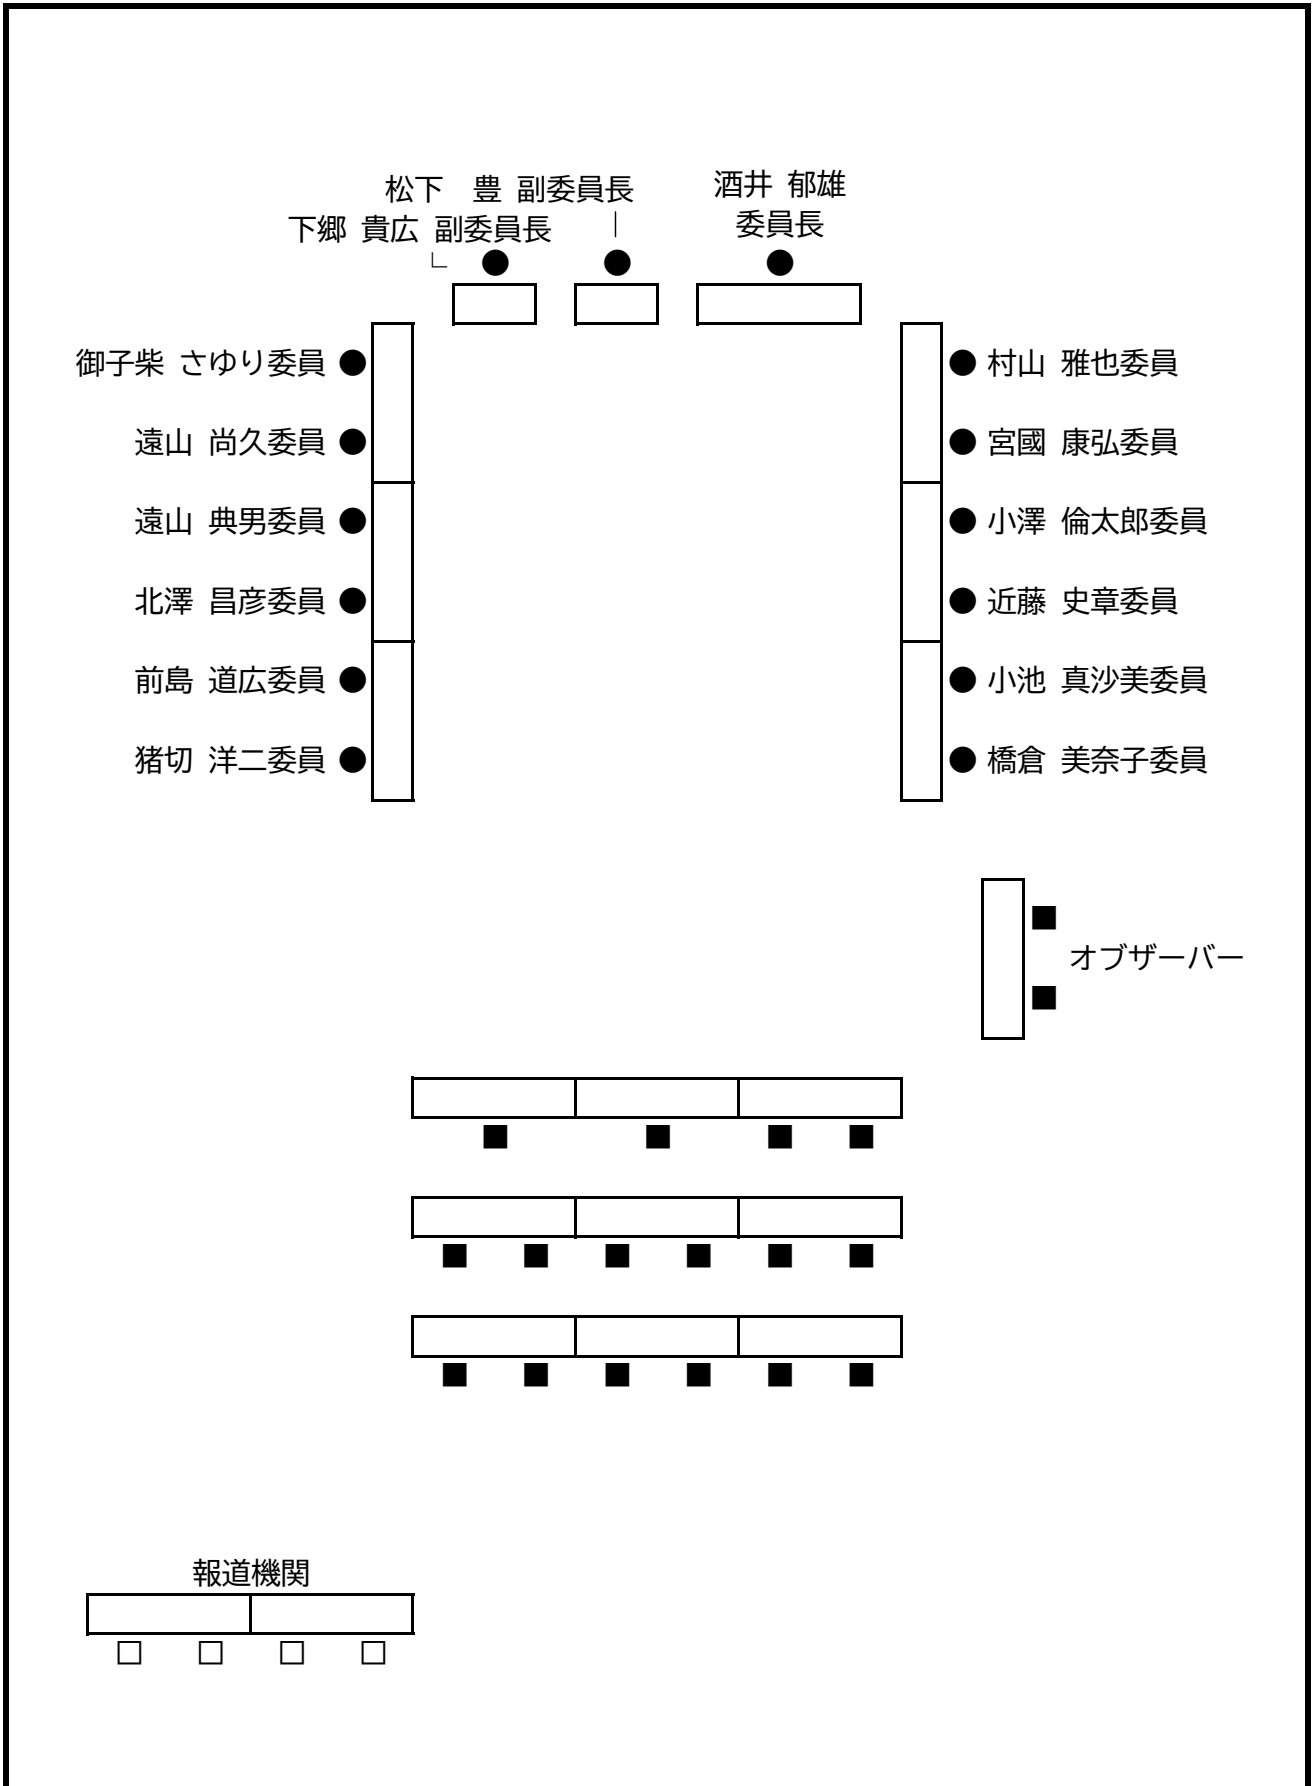 松下　豊 副委員長
酒井 郁雄
委員長
下郷 貴広 副委員長
御子柴 さゆり委員
村山 雅也委員
遠山 尚久委員
宮國 康弘委員
遠山 典男委員
小澤 倫太郎委員
北澤 昌彦委員
近藤 史章委員
前島 道広委員
小池 真沙美委員
猪切 洋二委員
橋倉 美奈子委員
オブザーバー
報道機関